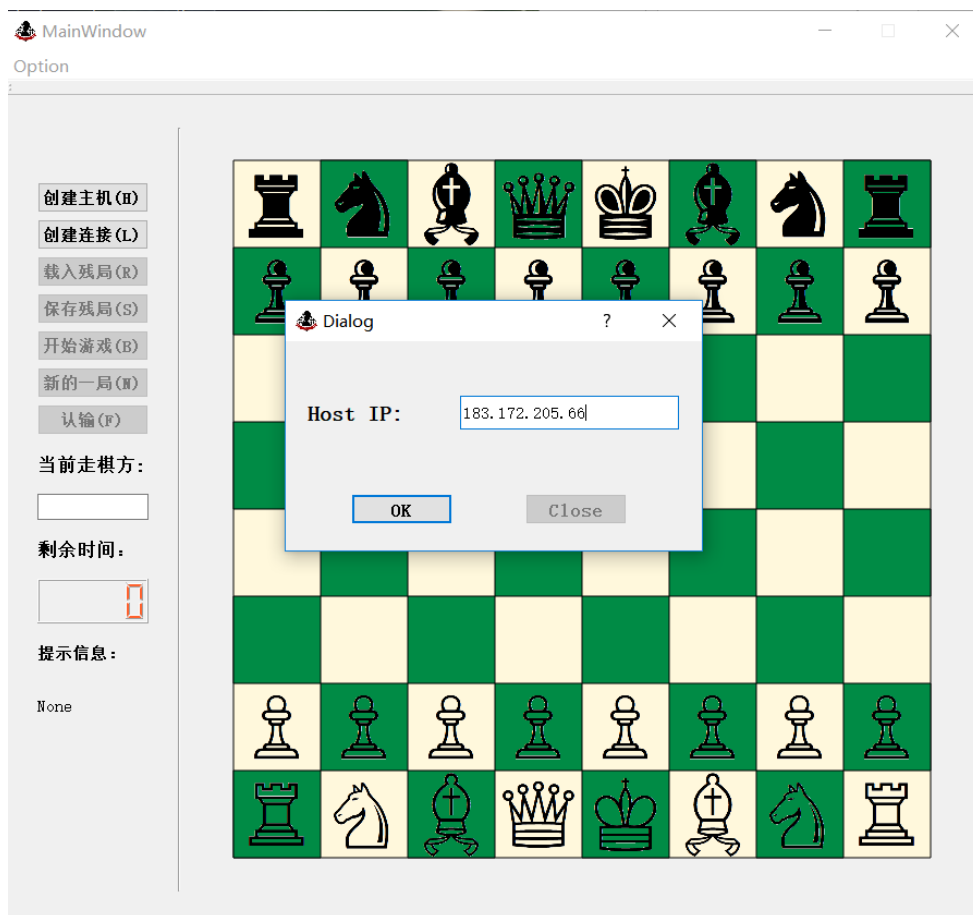 MainWindow
Option
创建主机(H)
创建连接(L)
载入残局(R)
保存残局(S)
开始游戏(B)
新的一局(N)
认输(F)
当前走棋方:
剩余时间:
0
提示信息:
None
Dialog
?
Host IP:
183.172.205.66
OK
Close